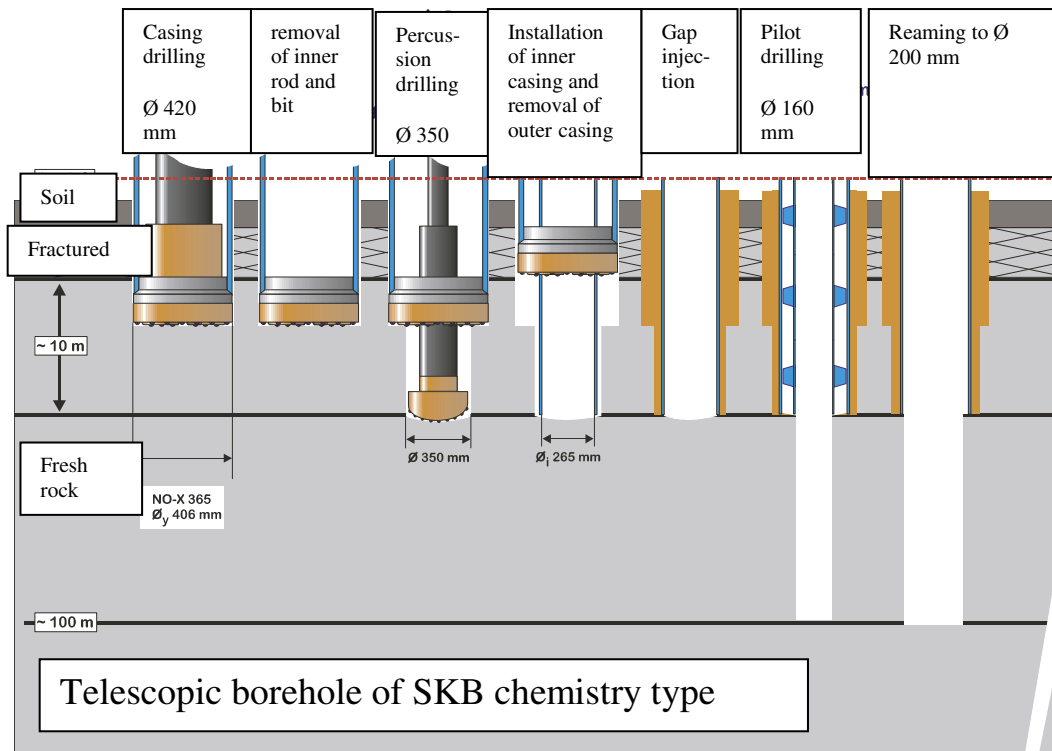 Casing
drilling
Ø 420
mm
removal
of inner
rod and
bit
Percus-
sion
drilling
Ø 350
Installation
of inner
casing and
removal of
outer casing
Gap
injec-
tion
Pilot
drilling
Ø 160
mm
Reaming to Ø
200 mm
Soil
Fractured
~ 10 m
Fresh
rock
NO-X 365
Øy 406 mm
Ø 350 mm
Øi 265 mm
~ 100 m
Telescopic borehole of SKB chemistry type